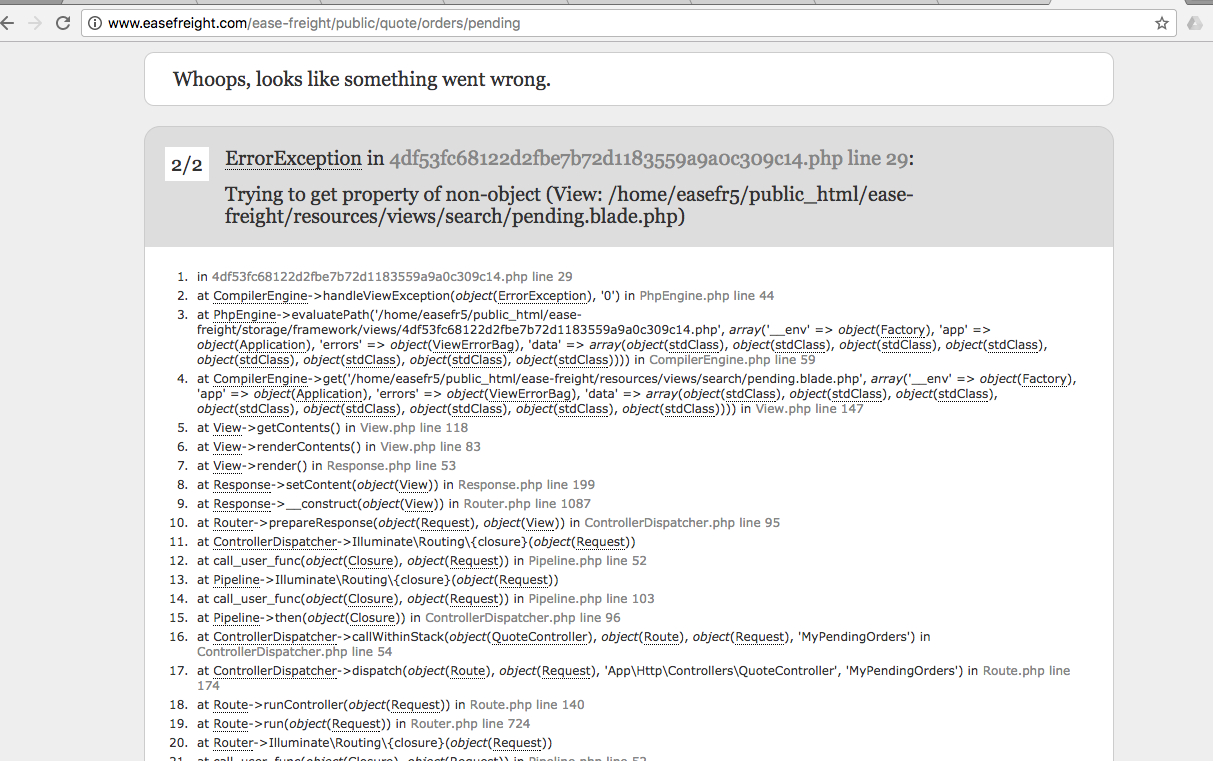 www.easefreight.com/ease-freight/public/quote/orders/pending
Whoops, looks like something went wrong.
2/2
ErrorException in 4df53fc68122d2fbe7b72d1183559a9a0c309c14.php line 29:
Trying to get property of non-object (View: /home/easefr5/public_html/ease-
freight/resources/views/search/pending.blade.php)
1. in 4df53fc68122d2fbe7b72d1183559a9a0c309c14.php line 29
2. at CompilerEngine->handleViewException(object(ErrorException), '0') in PhpEngine.php line 44
3. at PhpEngine->evaluatePath('/home/easefr5/public_html/ease-
freight/storage/framework/views/4df53fc68122d2fbe7b72d1183559a9a0c309c14.php', array('__env' => object(Factory), 'app' =>
object(Application), 'errors' => object(ViewErrorBag), 'data' => array(object(stdClass), object(stdClass), object(stdClass), object(stdClass),
object(stdClass), object(stdClass), object(stdClass), object(stdClass)))) in CompilerEngine.php line 59
4. at CompilerEngine->get('/home/easefr5/public_html/ease-freight/resources/views/search/pending.blade.php', array('__env' => object(Factory),
'app' => object(Application), 'errors' => object(ViewErrorBag), 'data' => array(object(stdClass), object(stdClass), object(stdClass),
object(stdClass), object(stdClass), object(stdClass), object(stdClass), object(stdClass)))) in View.php line 147
5. at View->getContents() in View.php line 118
6. at View->renderContents() in View.php line 83
7. at View->render() in Response.php line 53
8. at Response->setContent(object(View)) in Response.php line 199
9. at Response->__construct(object(View)) in Router.php line 1087
10. at Router->prepareResponse(object(Request), object(View)) in ControllerDispatcher.php line 95
11. at ControllerDispatcher->Illuminate\Routing\{closure}(object(Request))
12. at call_user_func(object(Closure), object(Request)) in Pipeline.php line 52
13. at Pipeline->Illuminate\Routing\{closure}(object(Request))
14. at call_user_func(object(Closure), object(Request)) in Pipeline.php line 103
15. at Pipeline->then(object(Closure)) in ControllerDispatcher.php line 96
16. at ControllerDispatcher->callWithinStack(object(QuoteController), object(Route), object(Request), 'MyPendingOrders') in
ControllerDispatcher.php line 54
17. at ControllerDispatcher->dispatch(object(Route), object(Request), 'App\Http\Controllers\QuoteController', 'MyPendingOrders') in Route.php line
174
18. at Route->runController(object(Request)) in Route.php line 140
19. at Route->run(object(Request)) in Router.php line 724
20. at Router->Illuminate\Routing\{closure}(object(Request))
21. at call_user_func(object(Closure), object(Request)) in Pipeline.php line 52